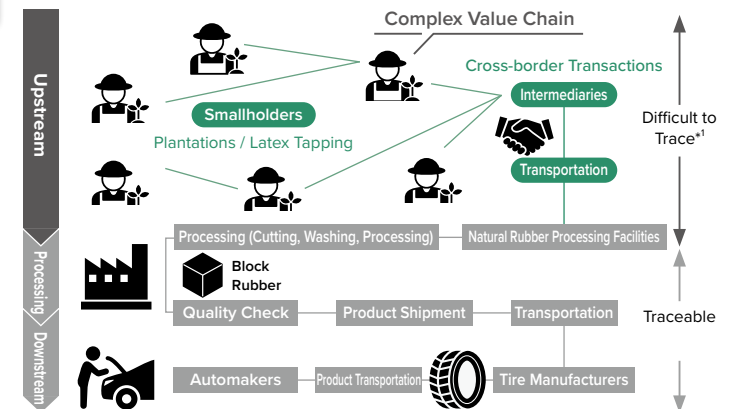 Complex Value Chain
Upstream
Cross-border Transactions
Intermediaries
Smallholders
Plantations / Latex Tapping
Difficult to
Trace*1
Transportation
Processing (Cutting, Washing, Processing)
Natural Rubber Processing Facilities
Processing
Block
Rubber
Quality Check
Product Shipment
Transportation
Traceable
Downstream
Automakers
Product Transportation
Tire Manufacturers